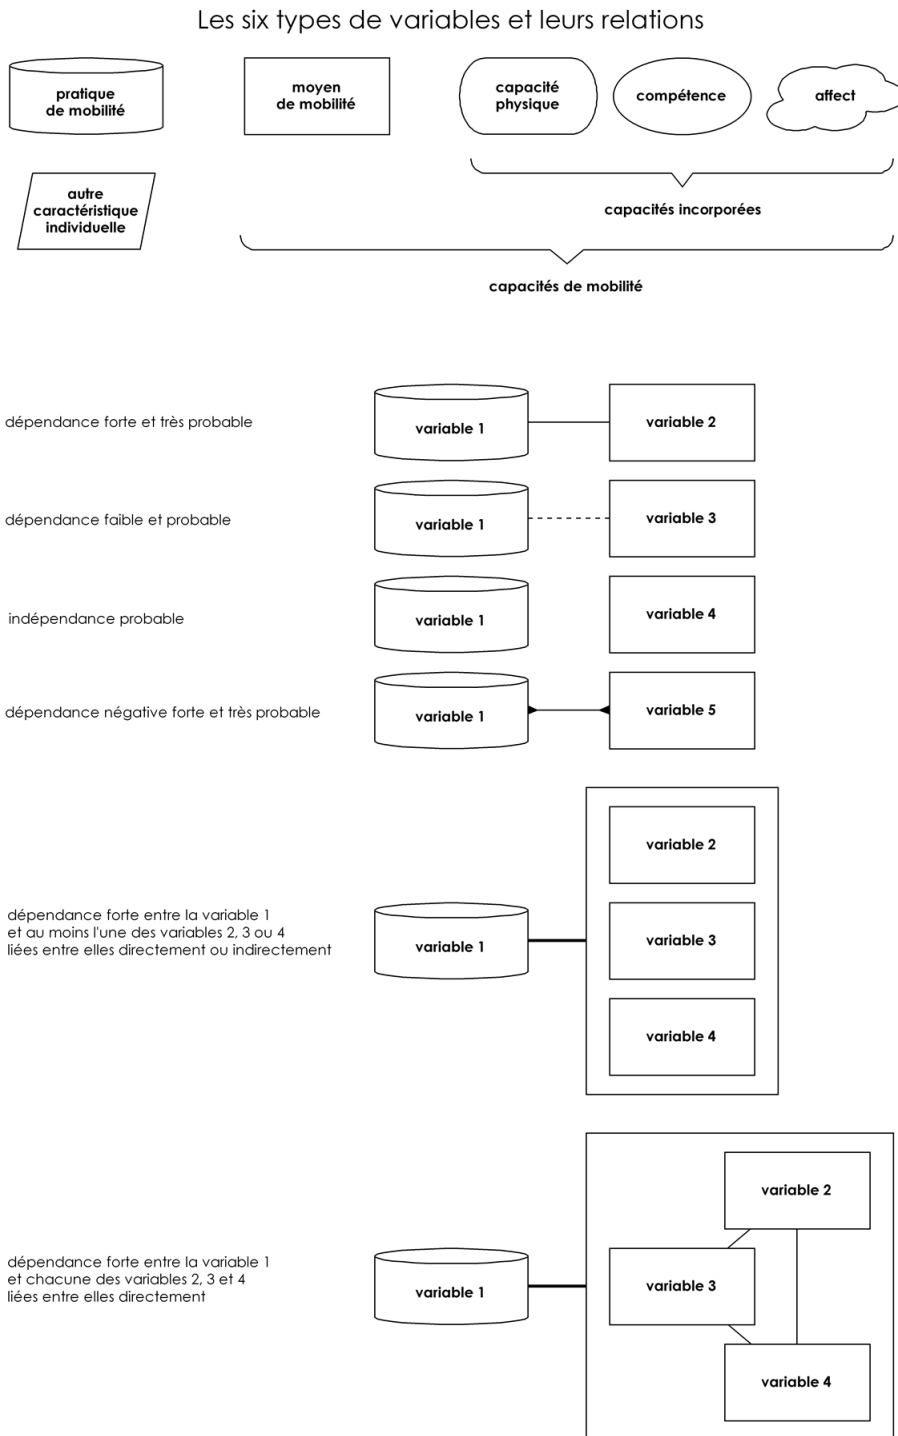 Les six types de variables et leurs relations
pratique
de mobilité
moyen
de mobilité
capacité
physique
compétence
affect
autre
caractéristique
individuelle
capacités incorporées
capacités de mobilité
dépendance forte et très probable
variable 1
variable 2
dépendance faible et probable
variable 1
variable 3
indépendance probable
variable 1
variable 4
dépendance négative forte et très probable
variable 1
variable 5
dépendance forte entre la variable 1
et au moins l'une des variables 2, 3 ou 4
liées entre elles directement ou indirectement
variable 1
variable 2
variable 3
variable 4
dépendance forte entre la variable 1
et chacune des variables 2, 3 et 4
liées entre elles directement
variable 1
variable 2
variable 3
variable 4